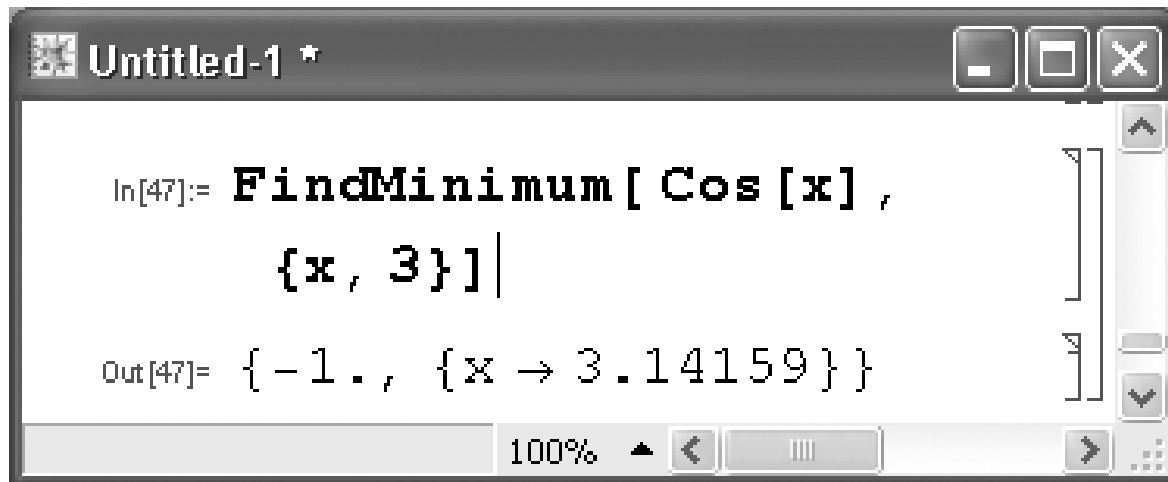 Untitled-1 *
In[47]:= FindMinimum[ Cos[x],
{x, 3}]
Out[47]= {-1., {x → 3.14159}}
100%